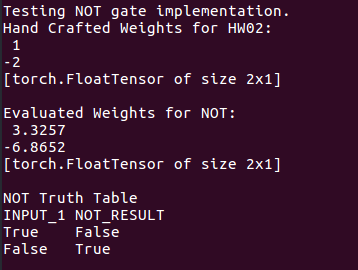 Testing NOT gate implementation.
Hand Crafted Weights for HW02:
 1
-2
[torch.FloatTensor of size 2x1]

Evaluated Weights for NOT:
 3.3257
-6.8652
[torch.FloatTensor of size 2x1]

NOT Truth Table
INPUT_1 NOT_RESULT
True    False
False   True